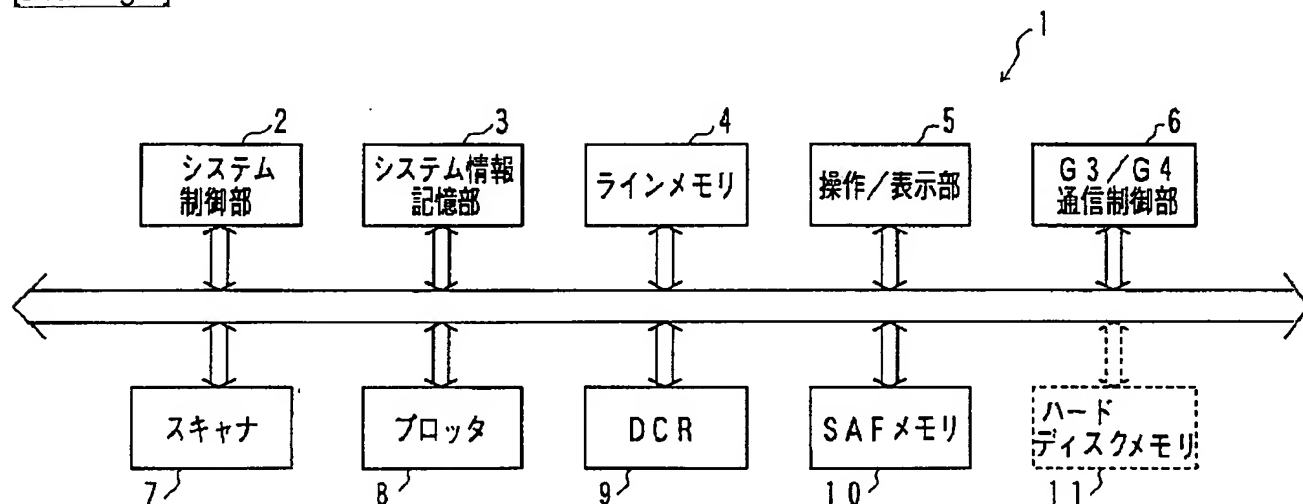 1
2
3
4
5
6
システム
制御部
システム情報
記憶部
ラインメモリ
操作/表示部
G3/G4
通信制御部
スキャナ
プロッタ
DCR
SAFメモリ
ハード
ディスクメモリ
7
8
9
10
11